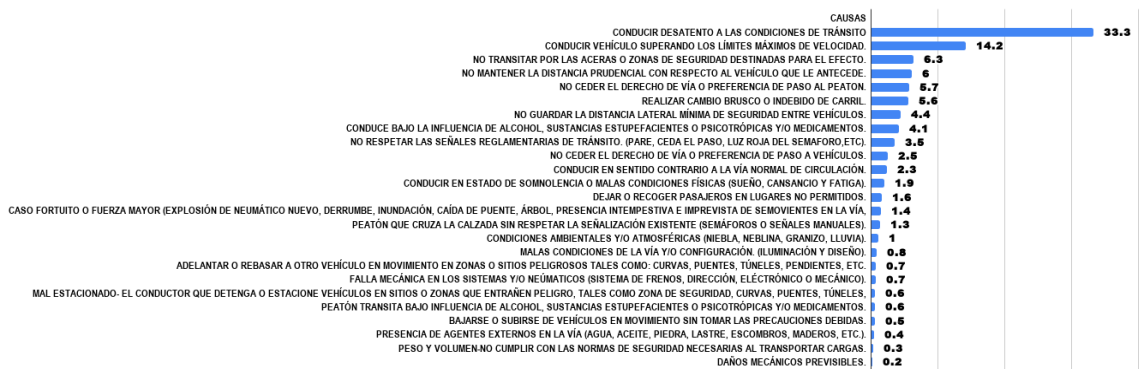 CAUSAS
CONDUCIR DESATENTO A LAS CONDICIONES DE TRÁNSITO 33.3
CONDUCIR VEHÍCULO SUPERANDO LOS LÍMITES MÁXIMOS DE VELOCIDAD. 14.2
NO TRANSITAR POR LAS ACERAS O ZONAS DE SEGURIDAD DESTINADAS PARA EL EFECTO. 6.3
NO MANTENER LA DISTANCIA PRUDENCIAL CON RESPECTO AL VEHÍCULO QUE LE ANTECEDE. 6
NO CEDER EL DERECHO DE VÍA O PREFERENCIA DE PASO AL PEATON. 5.7
REALIZAR CAMBIO BRUSCO O INDEBIDO DE CARRIL. 5.6
NO GUARDAR LA DISTANCIA LATERAL MÍNIMA DE SEGURIDAD ENTRE VEHÍCULOS. 4.4
CONDUCE BAJO LA INFLUENCIA DE ALCOHOL, SUSTANCIAS ESTUPEFACIENTES O PSICOTRÓPICAS Y/O MEDICAMENTOS. 4.1
NO RESPETAR LAS SEÑALES REGLAMENTARIAS DE TRÁNSITO. (PARE, CEDA EL PASO, LUZ ROJA DEL SEMAFORO,ETC). 3.5
NO CEDER EL DERECHO DE VÍA O PREFERENCIA DE PASO A VEHÍCULOS. 2.5
CONDUCIR EN SENTIDO CONTRARIO A LA VÍA NORMAL DE CIRCULACIÓN. 2.3
CONDUCIR EN ESTADO DE SOMNOLENCIA O MALAS CONDICIONES FÍSICAS (SUEÑO, CANSANCIO Y FATIGA). 1.9
DEJAR O RECOGER PASAJEROS EN LUGARES NO PERMITIDOS. 1.6
CASO FORTUITO O FUERZA MAYOR (EXPLOSIÓN DE NEUMÁTICO NUEVO, DERRUMBE, INUNDACIÓN, CAÍDA DE PUENTE, ÁRBOL, PRESENCIA INTEMPESTIVA E IMPREVISTA DE SEMOVIENTES EN LA VÍA, 1.4
PEATÓN QUE CRUZA LA CALZADA SIN RESPETAR LA SEÑALIZACIÓN EXISTENTE (SEMÁFOROS O SEÑALES MANUALES). 1.3
CONDICIONES AMBIENTALES Y/O ATMOSFÉRICAS (NIEBLA, NEBLINA, GRANIZO, LLUVIA). 1
MALAS CONDICIONES DE LA VÍA Y/O CONFIGURACIÓN. (ILUMINACIÓN Y DISEÑO). 0.8
ADELANTAR O REBASAR A OTRO VEHÍCULO EN MOVIMIENTO EN ZONAS O SITIOS PELIGROSOS TALES COMO: CURVAS, PUENTES, TÚNELES, PENDIENTES, ETC. 0.7
FALLA MECÁNICA EN LOS SISTEMAS Y/O NEÚMATICOS (SISTEMA DE FRENOS, DIRECCIÓN, ELÉCTRÓNICO O MECÁNICO). 0.7
MAL ESTACIONADO- EL CONDUCTOR QUE DETENGA O ESTACIONE VEHÍCULOS EN SITIOS O ZONAS QUE ENTRAÑEN PELIGRO, TALES COMO ZONA DE SEGURIDAD, CURVAS, PUENTES, TÚNELES, 0.6
PEATÓN TRANSITA BAJO INFLUENCIA DE ALCOHOL, SUSTANCIAS ESTUPEFACIENTES O PSICOTRÓPICAS Y/O MEDICAMENTOS. 0.6
BAJARSE O SUBIRSE DE VEHÍCULOS EN MOVIMIENTO SIN TOMAR LAS PRECAUCIONES DEBIDAS. 0.5
PRESENCIA DE AGENTES EXTERNOS EN LA VÍA (AGUA, ACEITE, PIEDRA, LASTRE, ESCOMBROS, MADEROS, ETC.). 0.4
PESO Y VOLUMEN-NO CUMPLIR CON LAS NORMAS DE SEGURIDAD NECESARIAS AL TRANSPORTAR CARGAS. 0.3
DAÑOS MECÁNICOS PREVISIBLES. 0.2